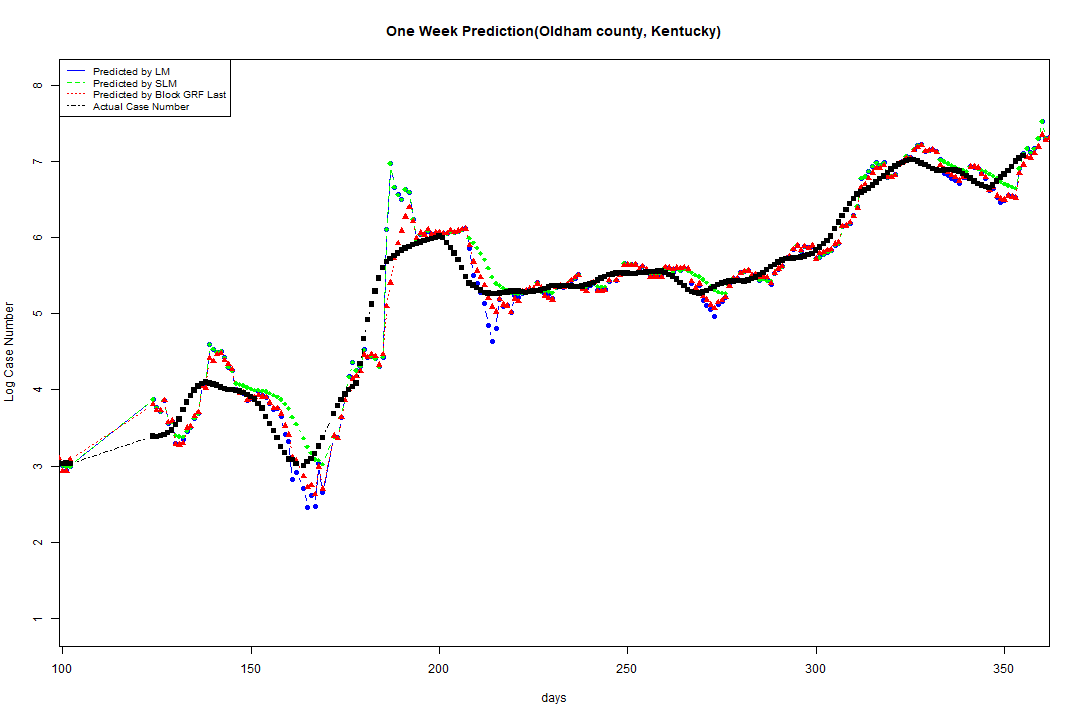 One Week Prediction(Oldham county, Kentucky)
Predicted by LM
Predicted by SLM
Predicted by Block GRF Last
Actual Case Number
8
7
6
5
4
3
2
1
Log Case Number
100 150 200 250 300 350
days